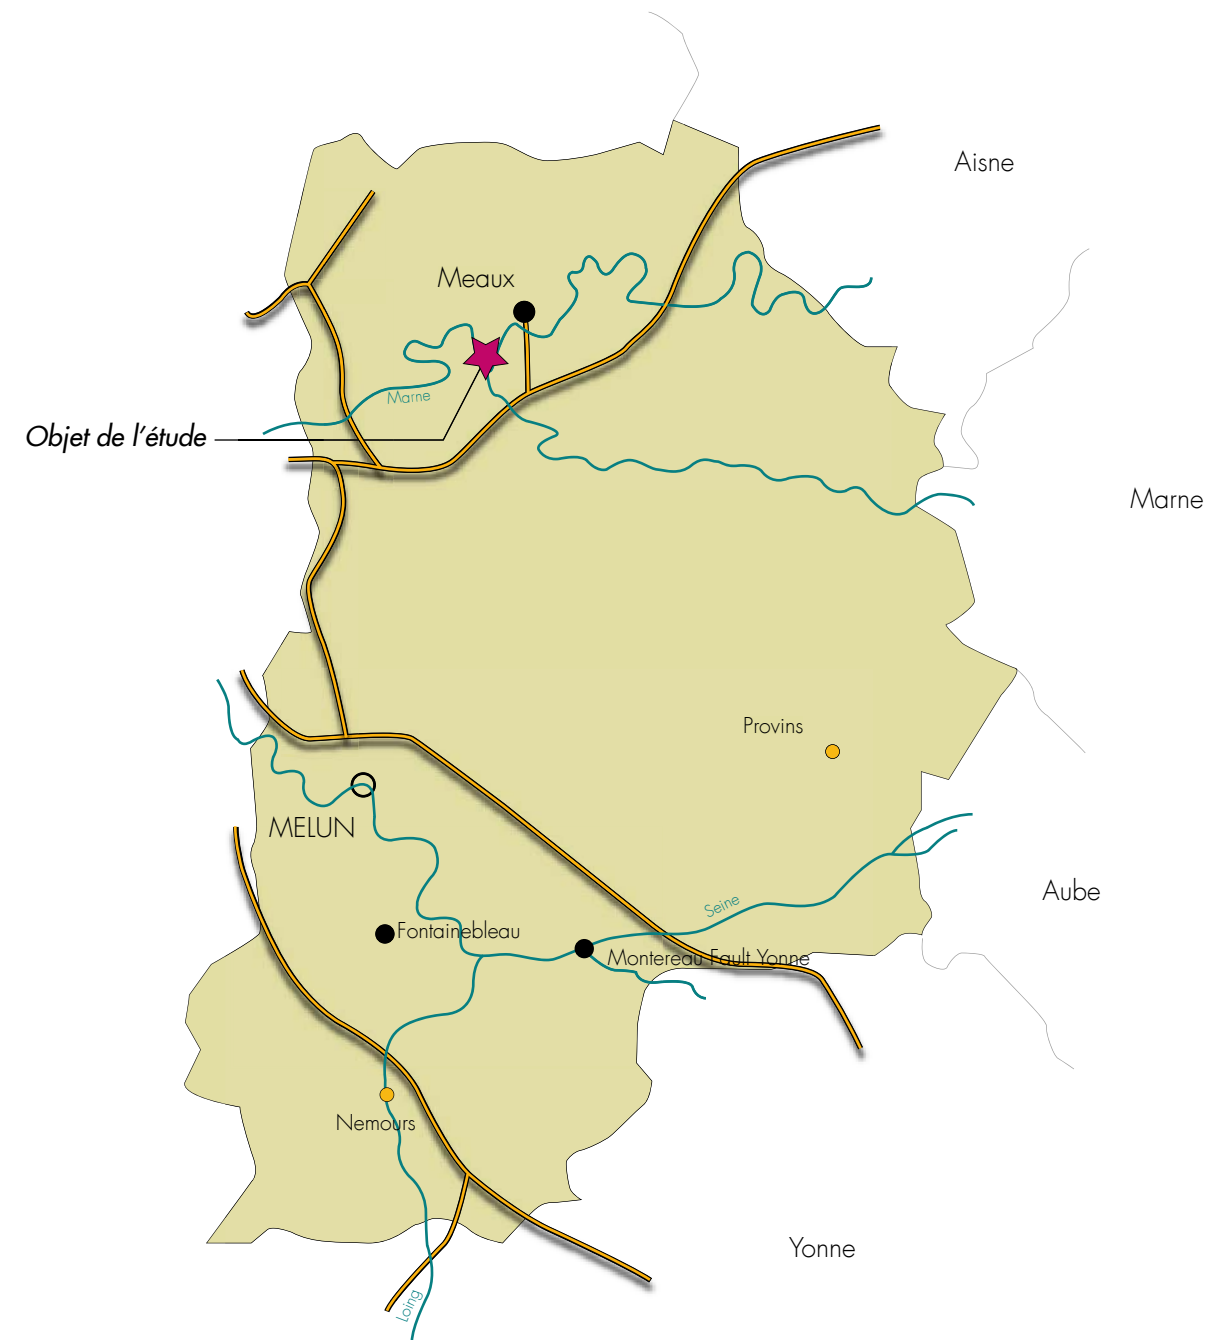 Aisne
Meaux
Marne
Objet de l'étude
Marne
Provins
MELUN
Aube
Seine
Fontainebleau
Montereau Fault Yonne
Nemours
Yonne
Loing